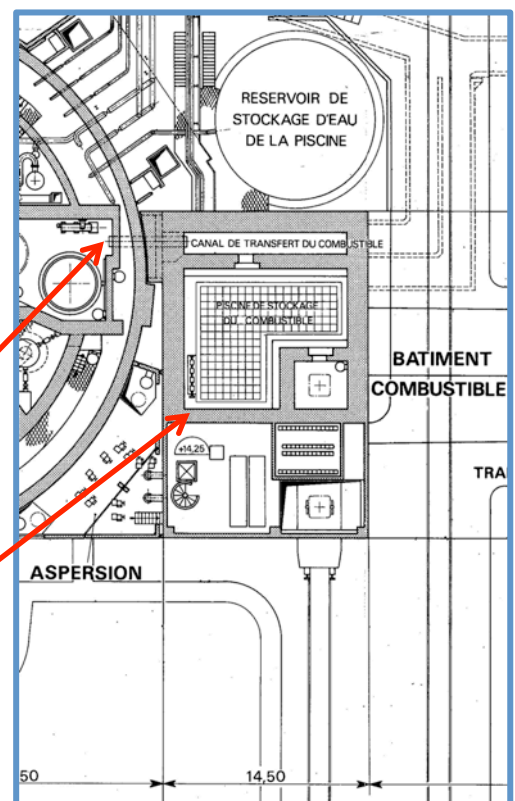 RESERVOIR DE
STOCKAGE D'EAU
DE LA PISCINE
CANAL DE TRANSFERT DU COMBUSTIBLE
PISCINE DE STOCKAGE
DU COMBUSTIBLE
BATIMENT
COMBUSTIBLE
+14,25
TRA
ASPERSION
50
14,50